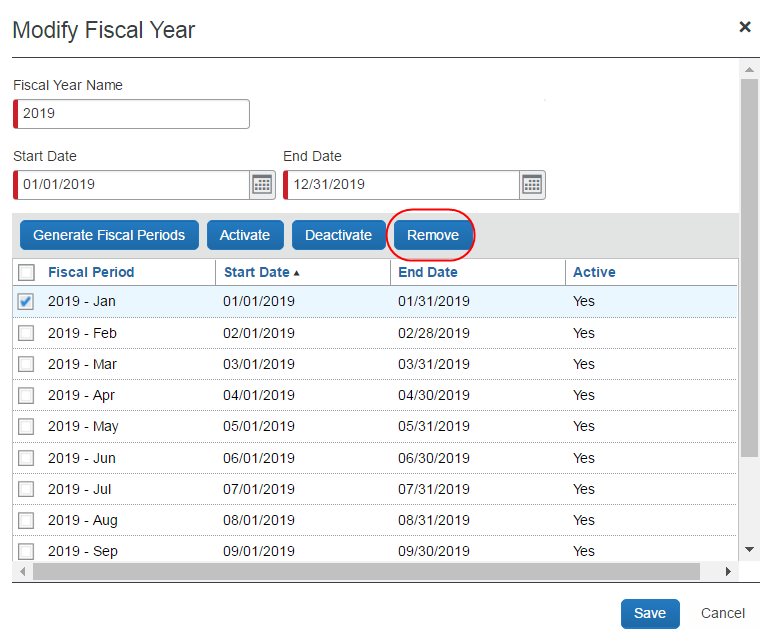 Modify Fiscal Year
Fiscal Year Name
2019
Start Date End Date
01/01/2019 12/31/2019
Generate Fiscal Periods Activate Deactivate Remove
Fiscal Period Start Date End Date Active
2019 - Jan 01/01/2019 01/31/2019 Yes
2019 - Feb 02/01/2019 02/28/2019 Yes
2019 - Mar 03/01/2019 03/31/2019 Yes
2019 - Apr 04/01/2019 04/30/2019 Yes
2019 - May 05/01/2019 05/31/2019 Yes
2019 - Jun 06/01/2019 06/30/2019 Yes
2019 - Jul 07/01/2019 07/31/2019 Yes
2019 - Aug 08/01/2019 08/31/2019 Yes
2019 - Sep 09/01/2019 09/30/2019 Yes
Save Cancel